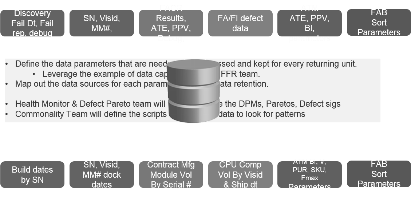 Discovery
Fail Dt, Fail
rep, debug
SN, Visid,
MM#,
Results,
ATE, PPV,
FA/FI defect
data
ATE, PPV,
BI,
FAB
Sort
Parameters
• Define the data parameters that are need ssed and kept for every returning unit.
• Leverage the example of data cap FFR team.
• Map out the data sources for each param ata retention.
• Health Monitor & Defect Pareto team will e the DPMs, Paretos, Defect sigs
• Commonality Team will define the scripts data to look for patterns
Build dates
by SN
SN, Visid,
MM# dock
dates
Contract Mfg
Module Vol
By Serial #
CPU Comp
Vol By Visid
& Ship dt
PUR, SKU,
Fmax
Parameters
FAB
Sort
Parameters